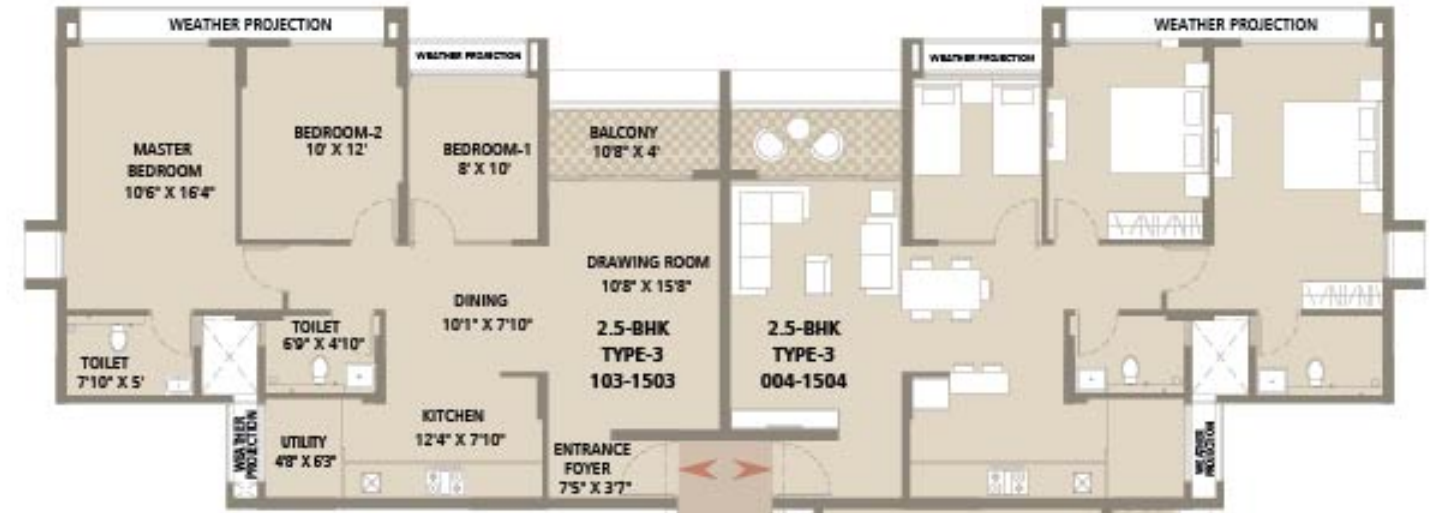 WEATHER PROJECTION
WEATHER PROJECTION
WEATHER PROJECTION
WEATHER PROJECTION
MASTER
BEDROOM
10'6" X 16'4"
BEDROOM-2
10' X 12'
BEDROOM-1
8' X 10'
BALCONY
10'8" X 4'
DRAWING ROOM
10'8" X 15'8"
DINING
10'1" X 7'10"
2.5-BHK
TYPE-3
103-1503
2.5-BHK
TYPE-3
004-1504
TOILET
7'10" X 5'
TOILET
6'9" X 4'10"
KITCHEN
12'4" X 7'10"
UTILITY
4'8" X 6'3"
WEATHER
PROJECTION
ENTRANCE
FOYER
7'5" X 3'7"
WEATHER
PROJECTION